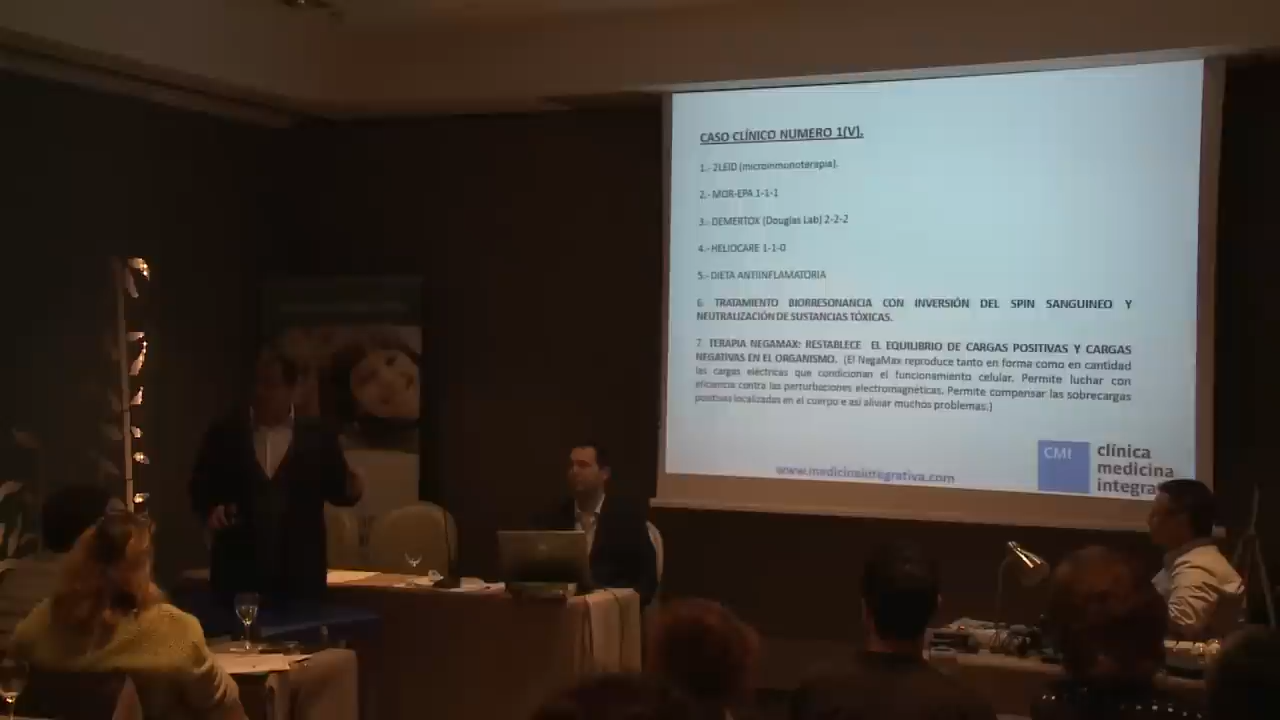 CASO CLÍNICO NUMERO 1(V).
1.- 2LEID (microinmunoterapia).
2.- MOR-EPA 1-1-1
3.- DEMERTOX (Douglas Lab) 2-2-2
4.- HELIOCARE 1-1-0
5.- DIETA ANTIINFLAMATORIA
6. TRATAMIENTO BIORRESONANCIA CON INVERSIÓN DEL SPIN SANGUINEO Y
NEUTRALIZACIÓN DE SUSTANCIAS TÓXICAS.
7. TERAPIA NEGAMAX: RESTABLECE EL EQUILIBRIO DE CARGAS POSITIVAS Y CARGAS
NEGATIVAS EN EL ORGANISMO. (El NegaMax reproduce tanto en forma como en cantidad
las cargas eléctricas que condicionan el funcionamiento celular. Permite luchar con
eficiencia contra las perturbaciones electromagnéticas. Permite compensar las sobrecargas
positivas localizadas en el cuerpo e así aliviar muchos problemas.)
www.medicinaintegrativa.com
CMI
clínica
medicina
integra